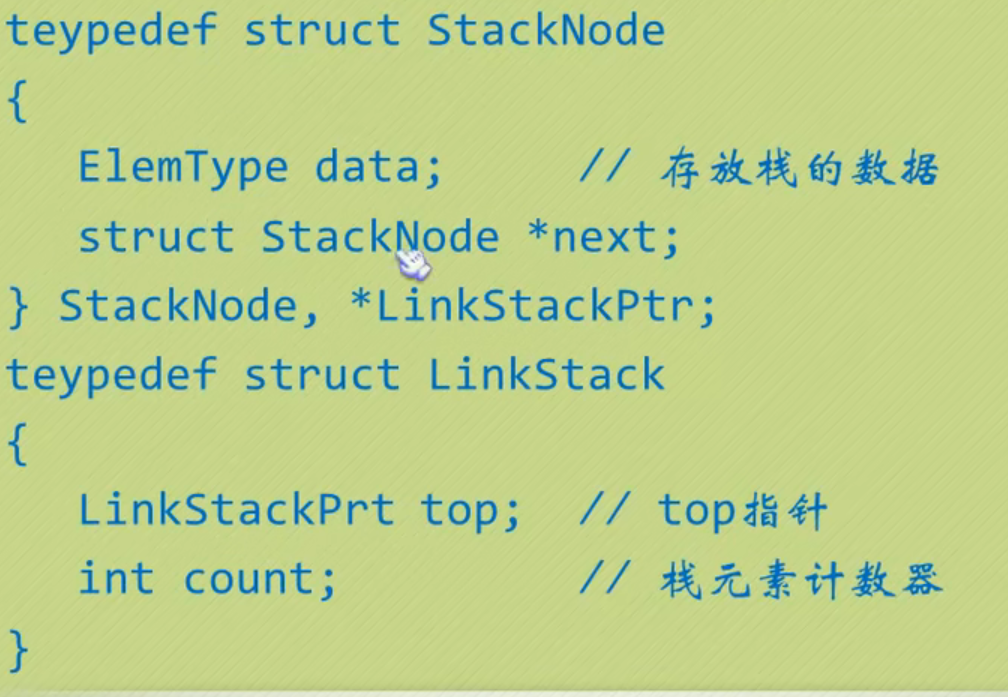 teypedef struct StackNode
{
ElemType data; // 存放栈的数据
struct StackNode *next;
} StackNode, *LinkStackPtr;
teypedef struct LinkStack
{
LinkStackPrt top; // top指针
int count; // 栈元素计数器
}